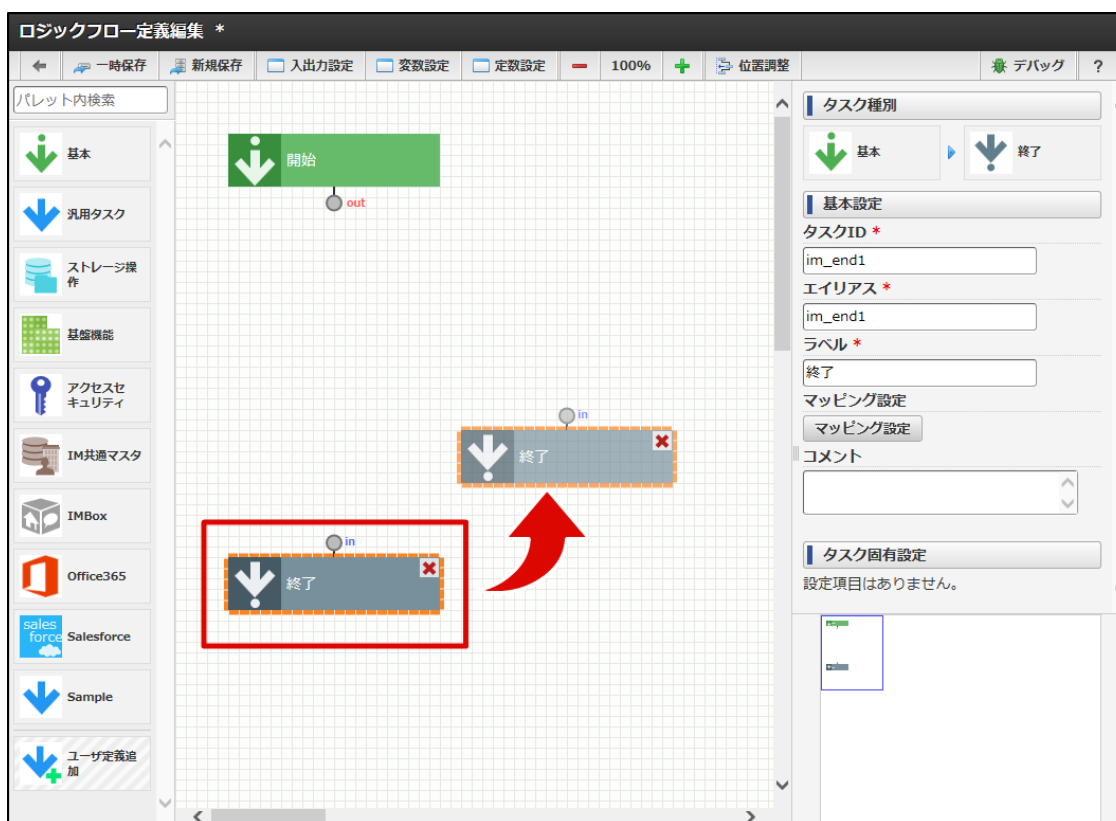 ロジックフロー定義編集 *
一時保存 新規保存 入出力設定 変数設定 定数設定 100% 位置調整 デバッグ ?
パレット内検索
基本
汎用タスク
ストレージ操
作
基盤機能
アクセスセ
キュリティ
IM共通マスタ
IMBox
Office365
sales
force
Salesforce
Sample
ユーザ定義追
加
開始
out
in
終了
in
終了
タスク種別
基本 終了
基本設定
タスクID *
im_end1
エイリアス *
im_end1
ラベル *
終了
マッピング設定
マッピング設定
コメント
タスク固有設定
設定項目はありません。